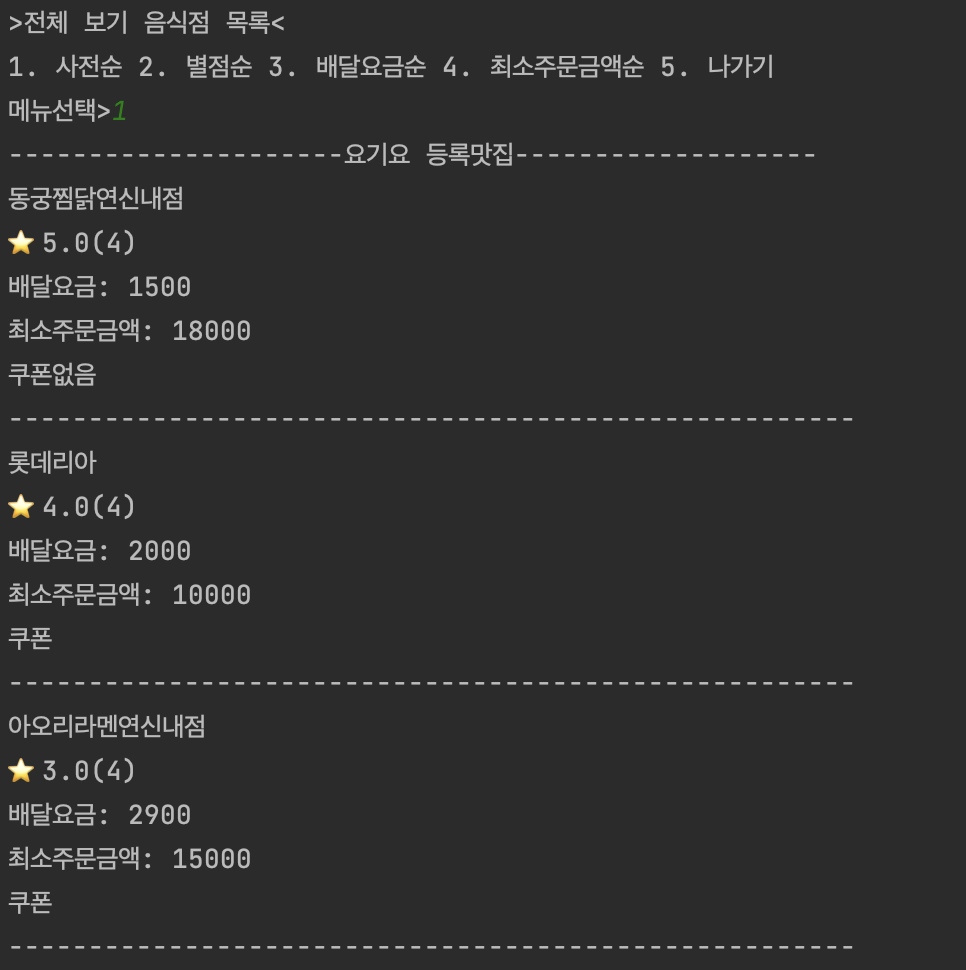 >전체 보기 음식점 목록<
1. 사전순 2. 별점순 3. 배달요금순 4. 최소주문금액순 5. 나가기
메뉴선택>1
---------------------요기요 등록맛집-------------------
동궁찜닭연신내점
⭐5.0(4)
배달요금: 1500
최소주문금액: 18000
쿠폰없음
-----------------------------------------------------
롯데리아
⭐4.0(4)
배달요금: 2000
최소주문금액: 10000
쿠폰
-----------------------------------------------------
아오리라멘연신내점
⭐3.0(4)
배달요금: 2900
최소주문금액: 15000
쿠폰
-----------------------------------------------------